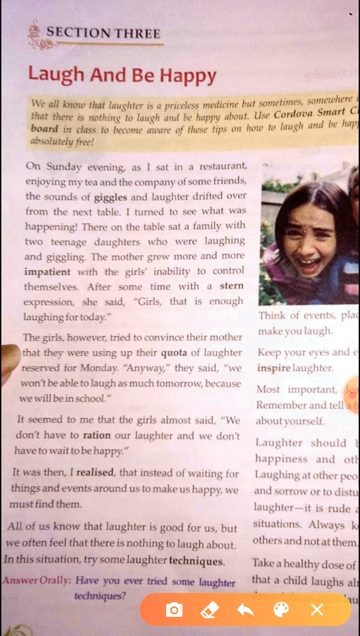 SECTION THREE
Laugh And Be Happy
We all know that laughter is a priceless medicine but sometimes, somewhere
that there is nothing to laugh and be happy about. Use Cordova Smart
board in class to become aware of these tips on how to laugh and be
absolutely free!
On Sunday evening, as I sat in a restaurant,
enjoying my tea and the company of some friends,
the sounds of giggles and laughter drifted over
from the next table. I turned to see what was
happening! There on the table sat a family with
two teenage daughters who were laughing
and giggling. The mother grew more and more
impatient with the girls' inability to control
themselves. After some time with a stern
expression, she said, "Girls, that is enough
laughing for today."
The girls, however, tried to convince their mother
that they were using up their quota of laughter
reserved for Monday. "Anyway," they said, "we
won't be able to laugh as much tomorrow, because
we will be in school."
It seemed to me that the girls almost said, "We
don't have to ration our laughter and we don't
have to wait to be happy."
It was then, I realised, that instead of waiting for
things and events around us to make us happy, we
must find them.
All of us know that laughter is good for us, but
we often feel that there is nothing to laugh about.
In this situation, try some laughter techniques.
Answer Orally: Have you ever tried some laughter
techniques?
Think of events,
make you laugh.
Keep your eyes and
inspire laughter.
Most important,
Remember and tell
about yourself.
Laughter should
happiness and
Laughing at other
and sorrow or to
laughter—it is rude
situations. Always
others and not at them.
Take a healthy dose of
that a child laughs